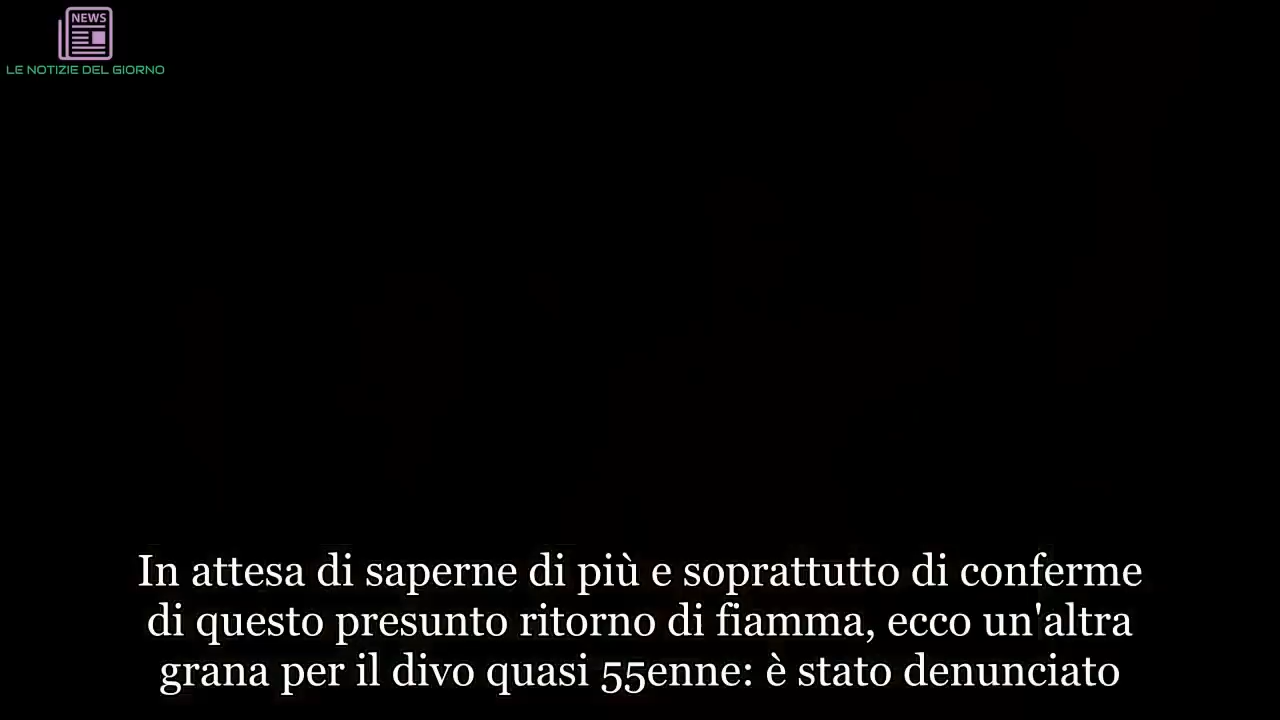 NEWS
LE NOTIZIE DEL GIORNO
In attesa di saperne di più e soprattutto di conferme
di questo presunto ritorno di fiamma, ecco un'altra
grana per il divo quasi 55enne: è stato denunciato